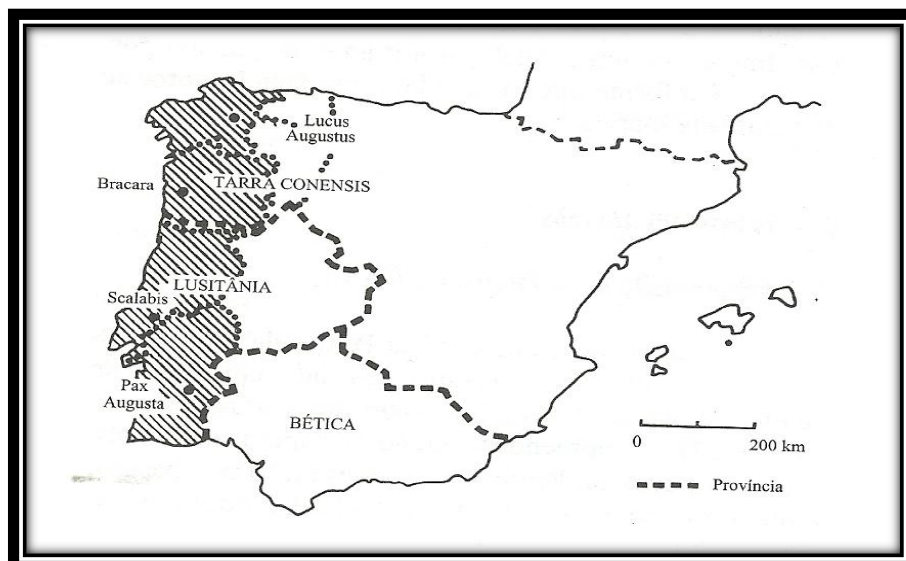 Lucus
Augustus
Bracara
TARRA CONENSIS
LUSITÂNIA
Scalabis
Pax
Augusta
BÉTICA
0
200 km
Província